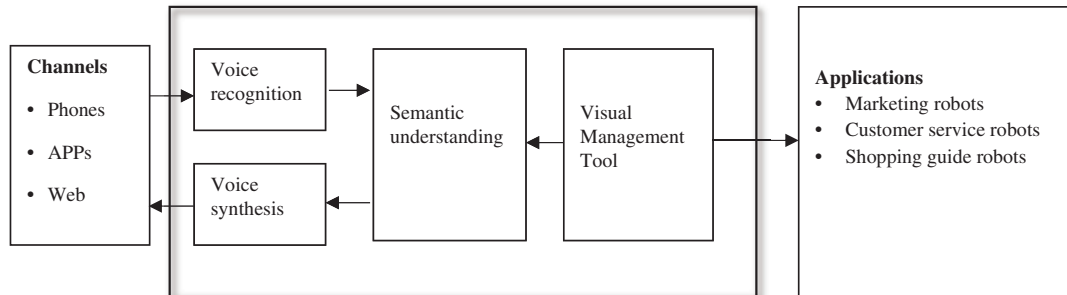 Channels
• Phones
• APPs
• Web
Voice
recognition
Voice
synthesis
Semantic
understanding
Visual
Management
Tool
Applications
• Marketing robots
• Customer service robots
• Shopping guide robots